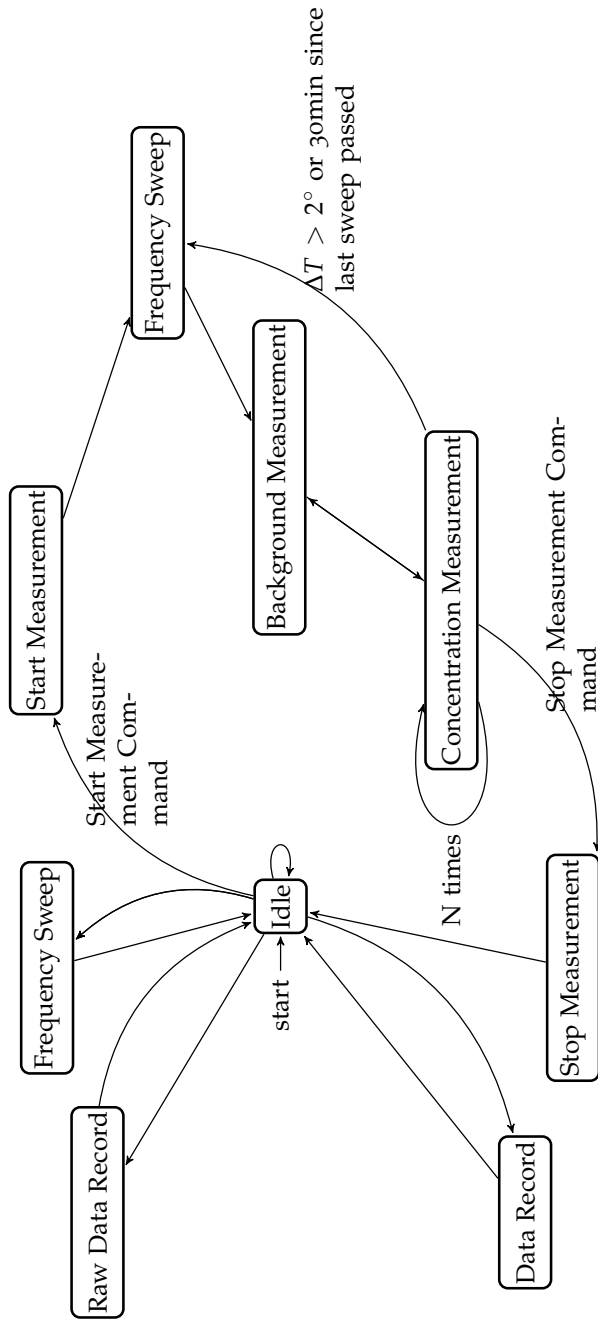 Raw Data Record
Frequency Sweep
Start Measure-
ment Com-
mand
Start Measurement
Frequency Sweep
start
Idle
Background Measurement
ΔT > 2° or 30min since
last sweep passed
Data Record
Stop Measurement
N times
Concentration Measurement
Stop Measurement Com-
mand